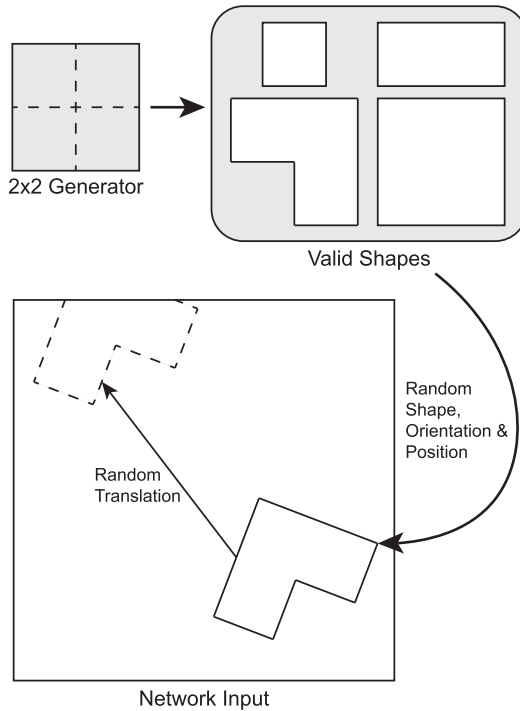 2x2 Generator
Valid Shapes
Random
Shape,
Orientation &
Position
Random
Translation
Network Input